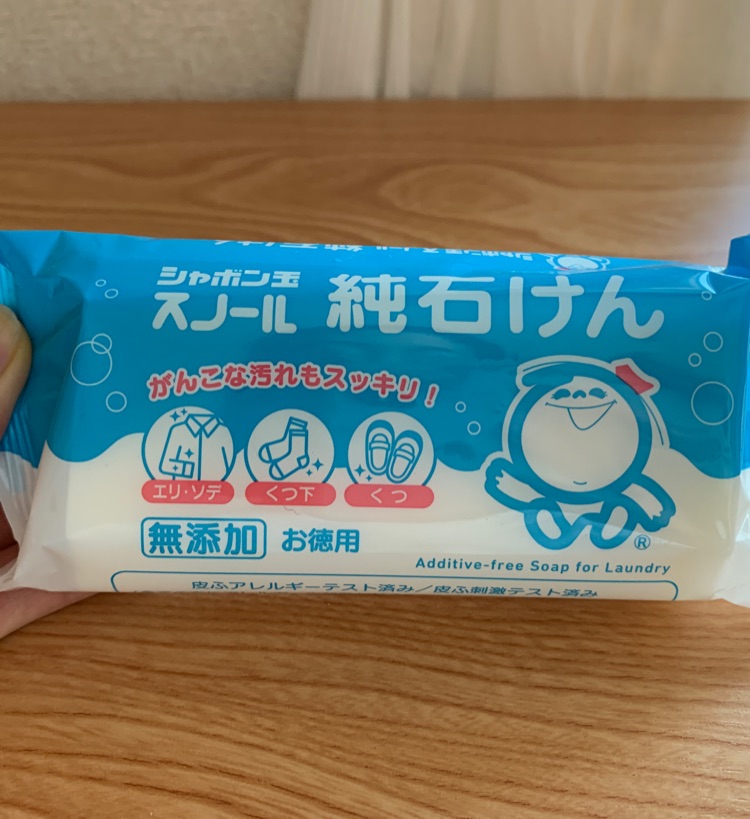 シャボン玉
スノール 純石けん
がんこな汚れもスッキリ！
エリ・ソデ くつ下 くつ
無添加 お徳用
®
Additive-free Soap for Laundry
皮ふアレルギーテスト済み／皮ふ刺激テスト済み